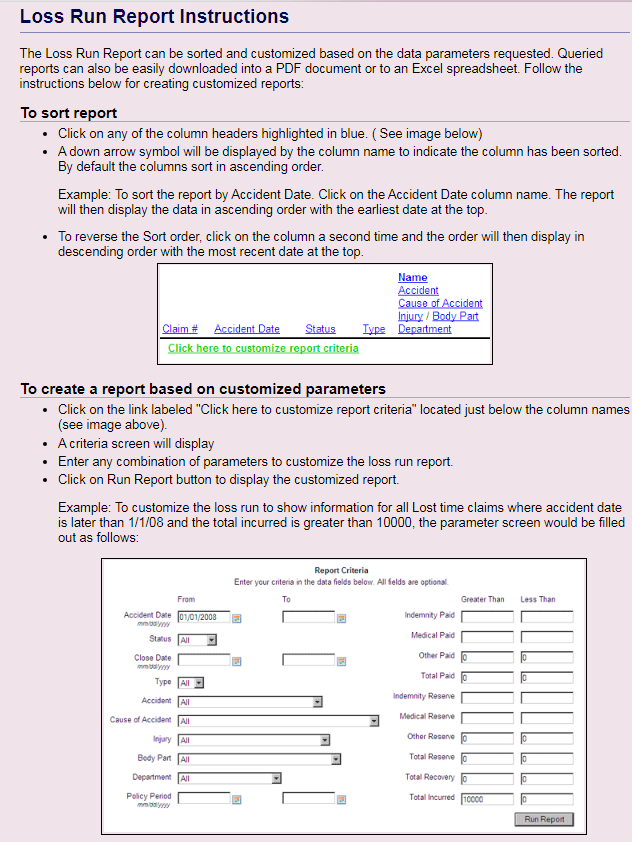 Loss Run Report Instructions
The Loss Run Report can be sorted and customized based on the data parameters requested. Queried
reports can also be easily downloaded into a PDF document or to an Excel spreadsheet. Follow the
instructions below for creating customized reports:
To sort report
• Click on any of the column headers highlighted in blue. ( See image below)
• A down arrow symbol will be displayed by the column name to indicate the column has been sorted.
By default the columns sort in ascending order.
Example: To sort the report by Accident Date. Click on the Accident Date column name. The report
will then display the data in ascending order with the earliest date at the top.
• To reverse the Sort order, click on the column a second time and the order will then display in
descending order with the most recent date at the top.
Name
Accident
Cause of Accident
Injury / Body Part
Claim # Accident Date Status Type Department
Click here to customize report criteria
To create a report based on customized parameters
• Click on the link labeled "Click here to customize report criteria" located just below the column names
(see image above).
• A criteria screen will display
• Enter any combination of parameters to customize the loss run report.
• Click on Run Report button to display the customized report.
Example: To customize the loss run to show information for all Lost time claims where accident date
is later than 1/1/08 and the total incurred is greater than 10000, the parameter screen would be filled
out as follows:
Report Criteria
Enter your criteria in the data fields below. All fields are optional.
From To Greater Than Less Than
Accident Date 01/01/2008 Indemnity Paid
mm/dd/yyyy
Status All Medical Paid
Close Date Other Paid 0 0
mm/dd/yyyy
Type All Total Paid 0 0
Accident All Indemnity Reserve
Cause of Accident All Medical Reserve
Injury All Other Reserve 0 0
Body Part All Total Reserve 0 0
Department All Total Recovery 0 0
Policy Period Total Incurred 10000 0
mm/dd/yyyy
Run Report